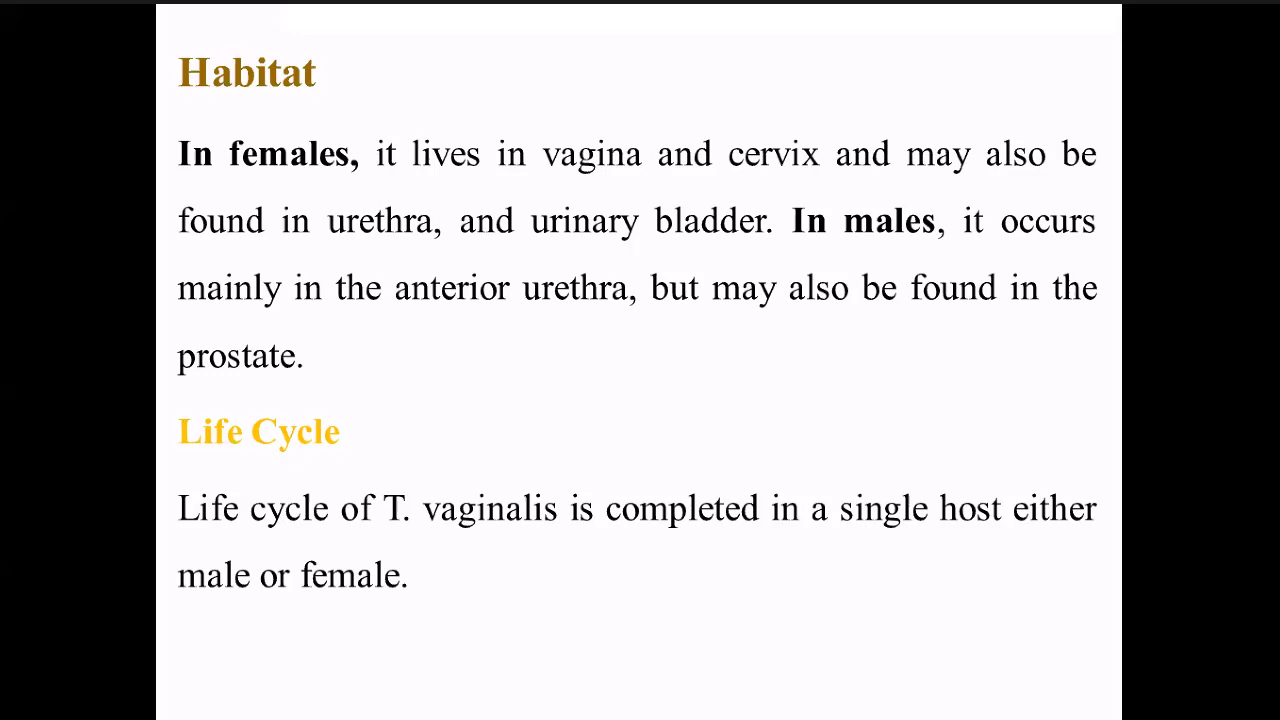 Habitat
In females, it lives in vagina and cervix and may also be
found in urethra, and urinary bladder. In males, it occurs
mainly in the anterior urethra, but may also be found in the
prostate.
Life Cycle
Life cycle of T. vaginalis is completed in a single host either
male or female.